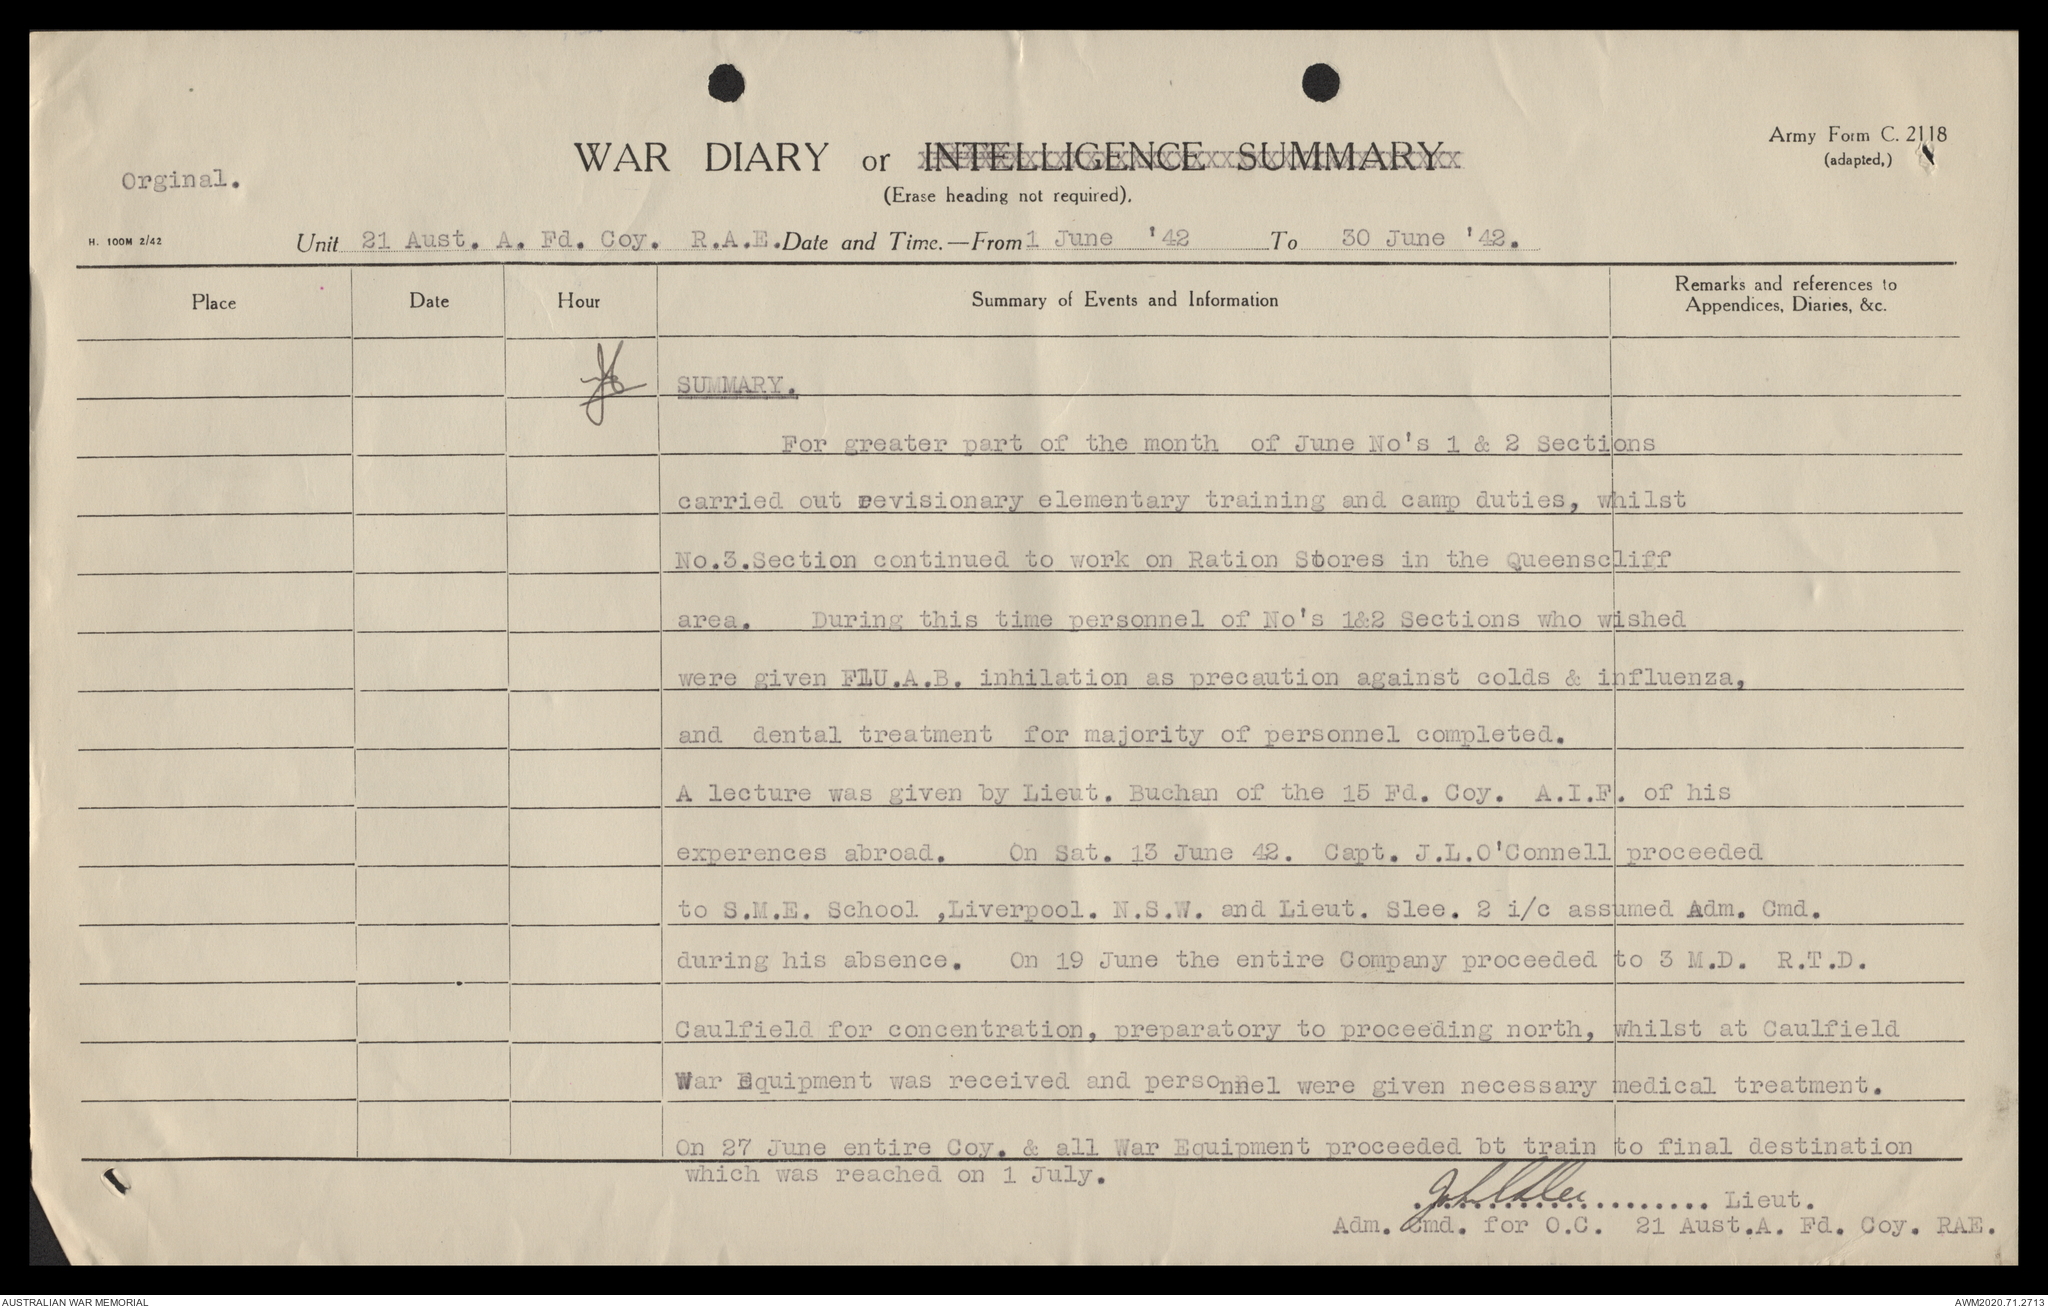 Army Form C. 2118
(adapted,)
Orginal.
WAR DIARY or INTELLIGENCE SUMMARY
(Erase heading not required).
H. 100M 2/42
Unit 21 Aust. A. Fd. Coy. R.A.E. Date and Time.—From 1 June '42 To 30 June '42.
Place Date Hour Summary of Events and Information Remarks and references to
Appendices, Diaries, &c.
SUMMARY.
For greater part of the month of June No's 1 & 2 Sections
carried out revisionary elementary training and camp duties, whilst
No.3.Section continued to work on Ration Stores in the Queenscliff
area. During this time personnel of No's 1&2 Sections who wished
were given FLU.A.B. inhilation as precaution against colds & influenza,
and dental treatment for majority of personnel completed.
A lecture was given by Lieut. Buchan of the 15 Fd. Coy. A.I.F. of his
experences abroad. On Sat. 13 June 42. Capt. J.L.O'Connell proceeded
to S.M.E. School ,Liverpool. N.S.W. and Lieut. Slee. 2 i/c assumed Adm. Cmd.
during his absence. On 19 June the entire Company proceeded to 3 M.D. R.T.D.
Caulfield for concentration, preparatory to proceeding north, whilst at Caulfield
War Equipment was received and personnel were given necessary medical treatment.
On 27 June entire Coy. & all War Equipment proceeded bt train to final destination
which was reached on 1 July.
.................... Lieut.
Adm. Cmd. for O.C. 21 Aust.A. Fd. Coy. RAE.
AUSTRALIAN WAR MEMORIAL
AWM2020.71.2713